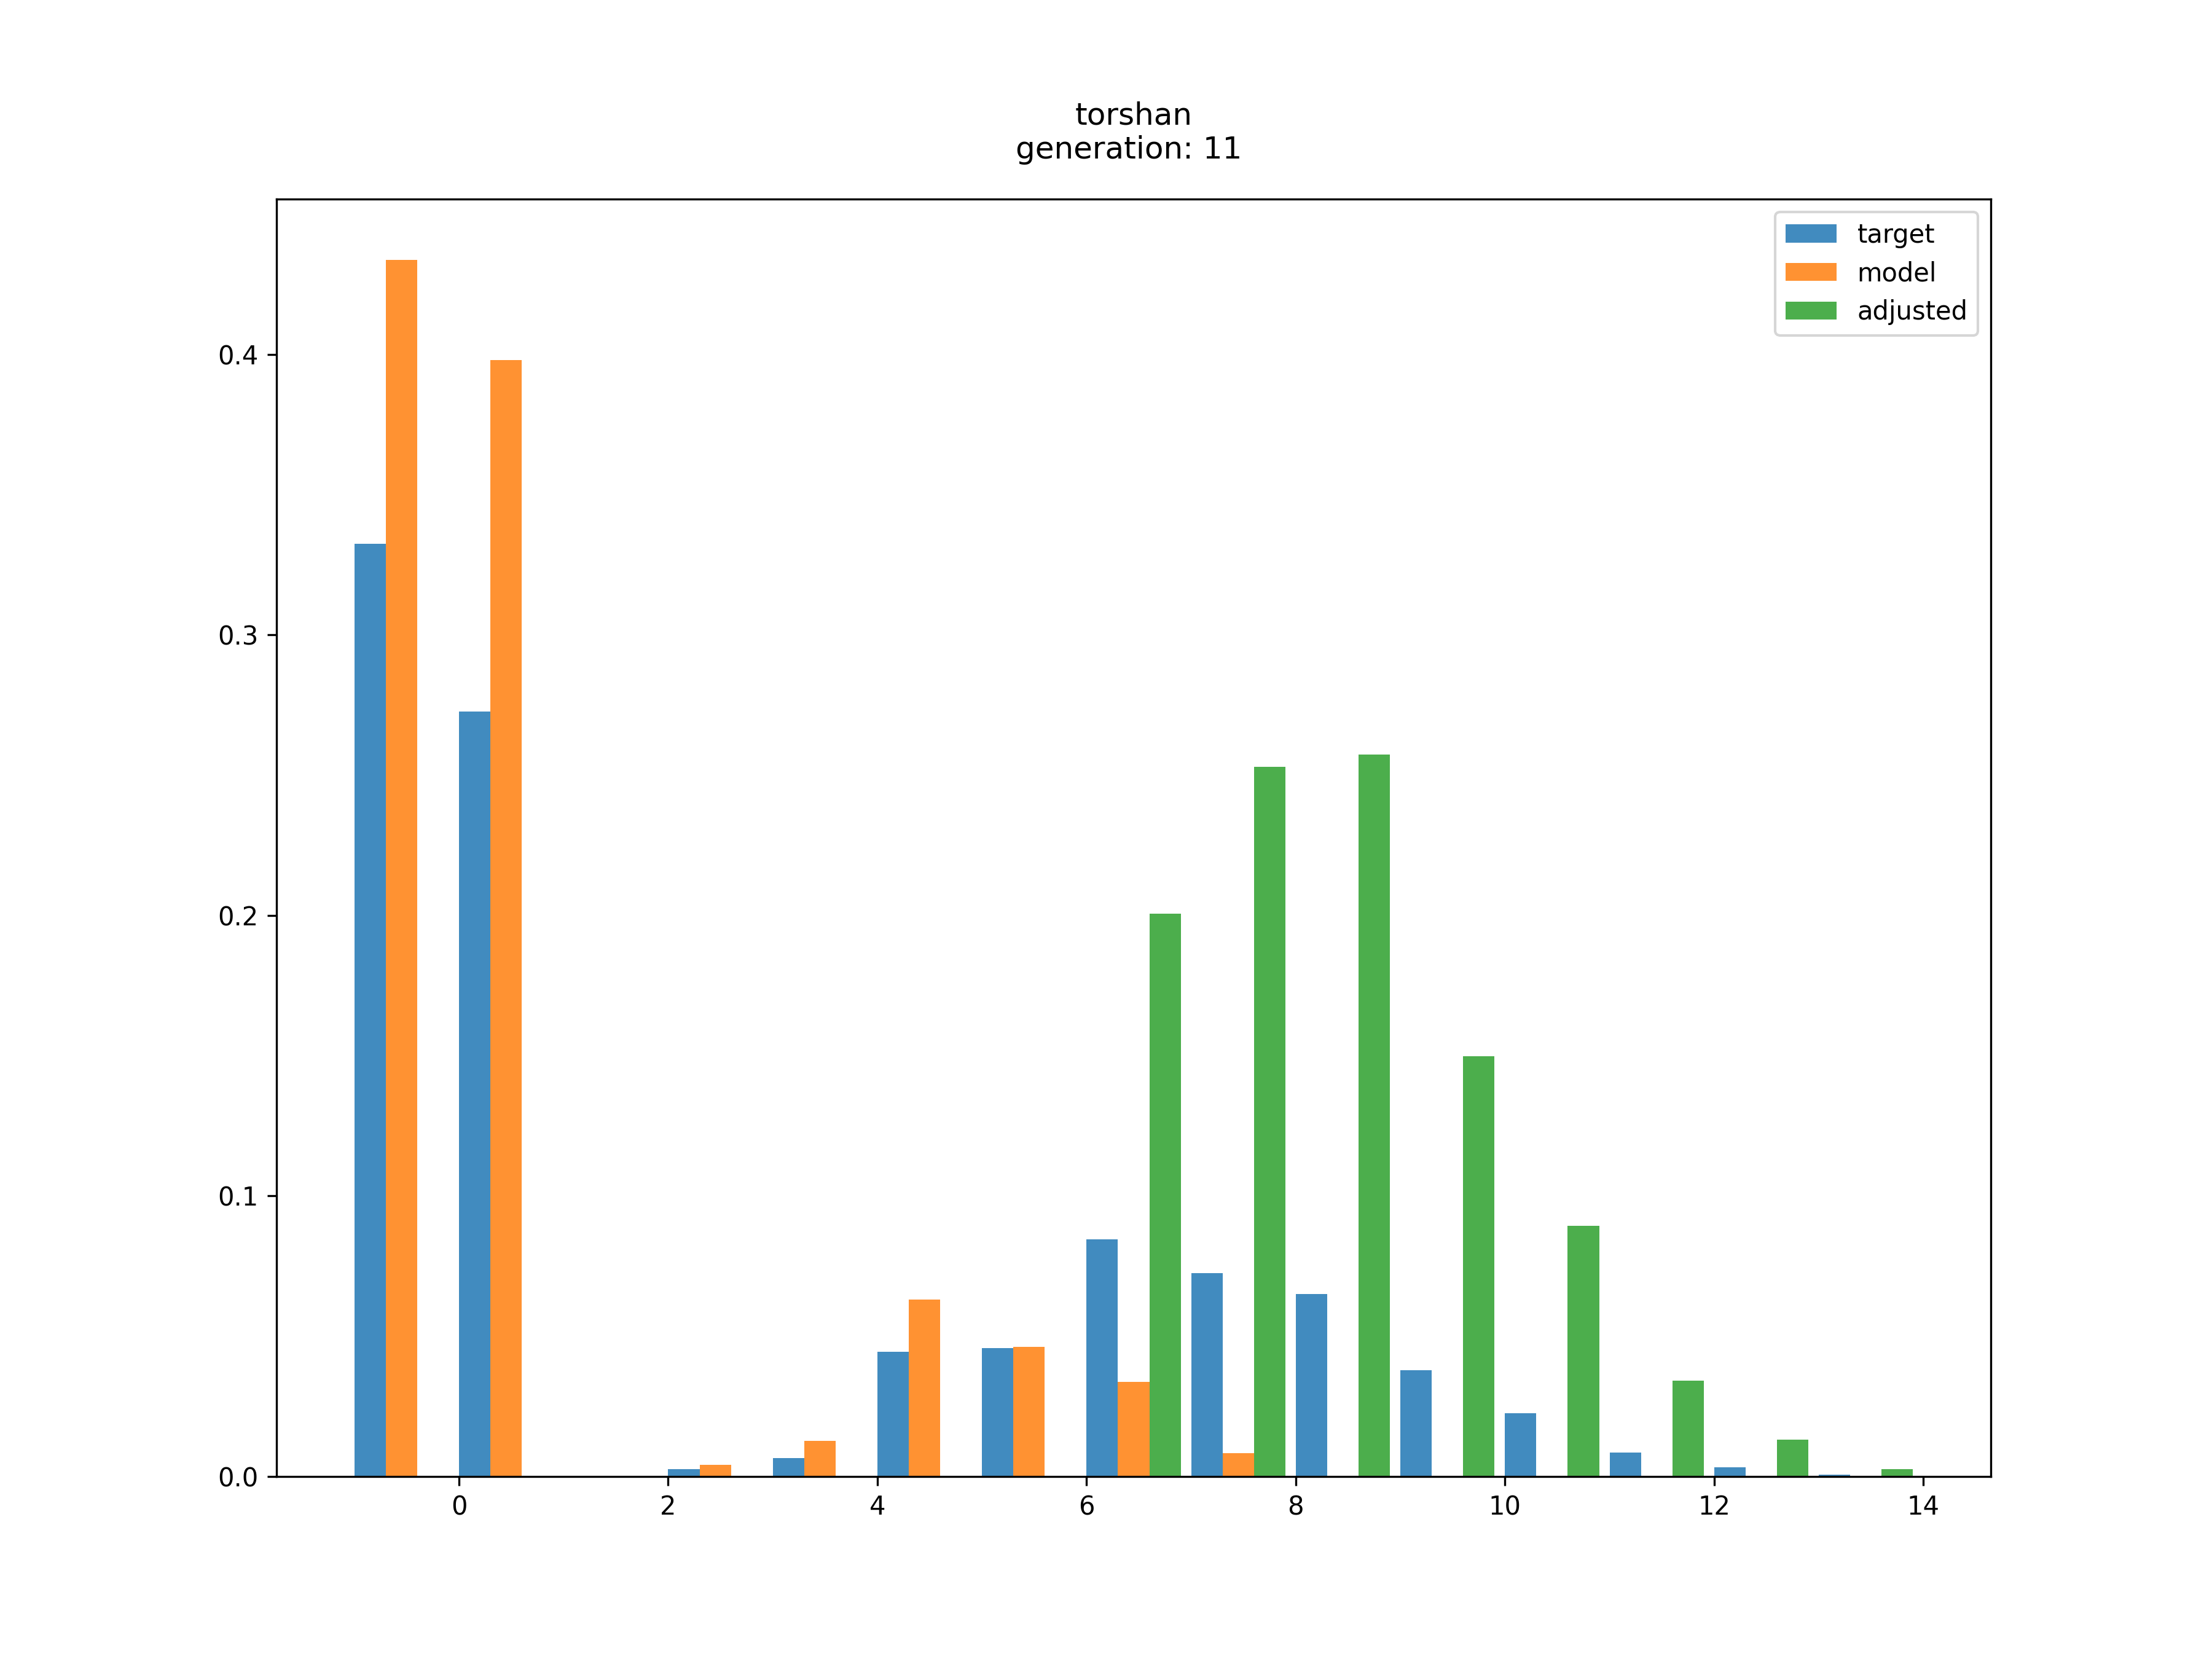 torshan
generation: 11
target
model
adjusted
0.4
0.3
0.2
0.1
0.0
0 2 4 6 8 10 12 14